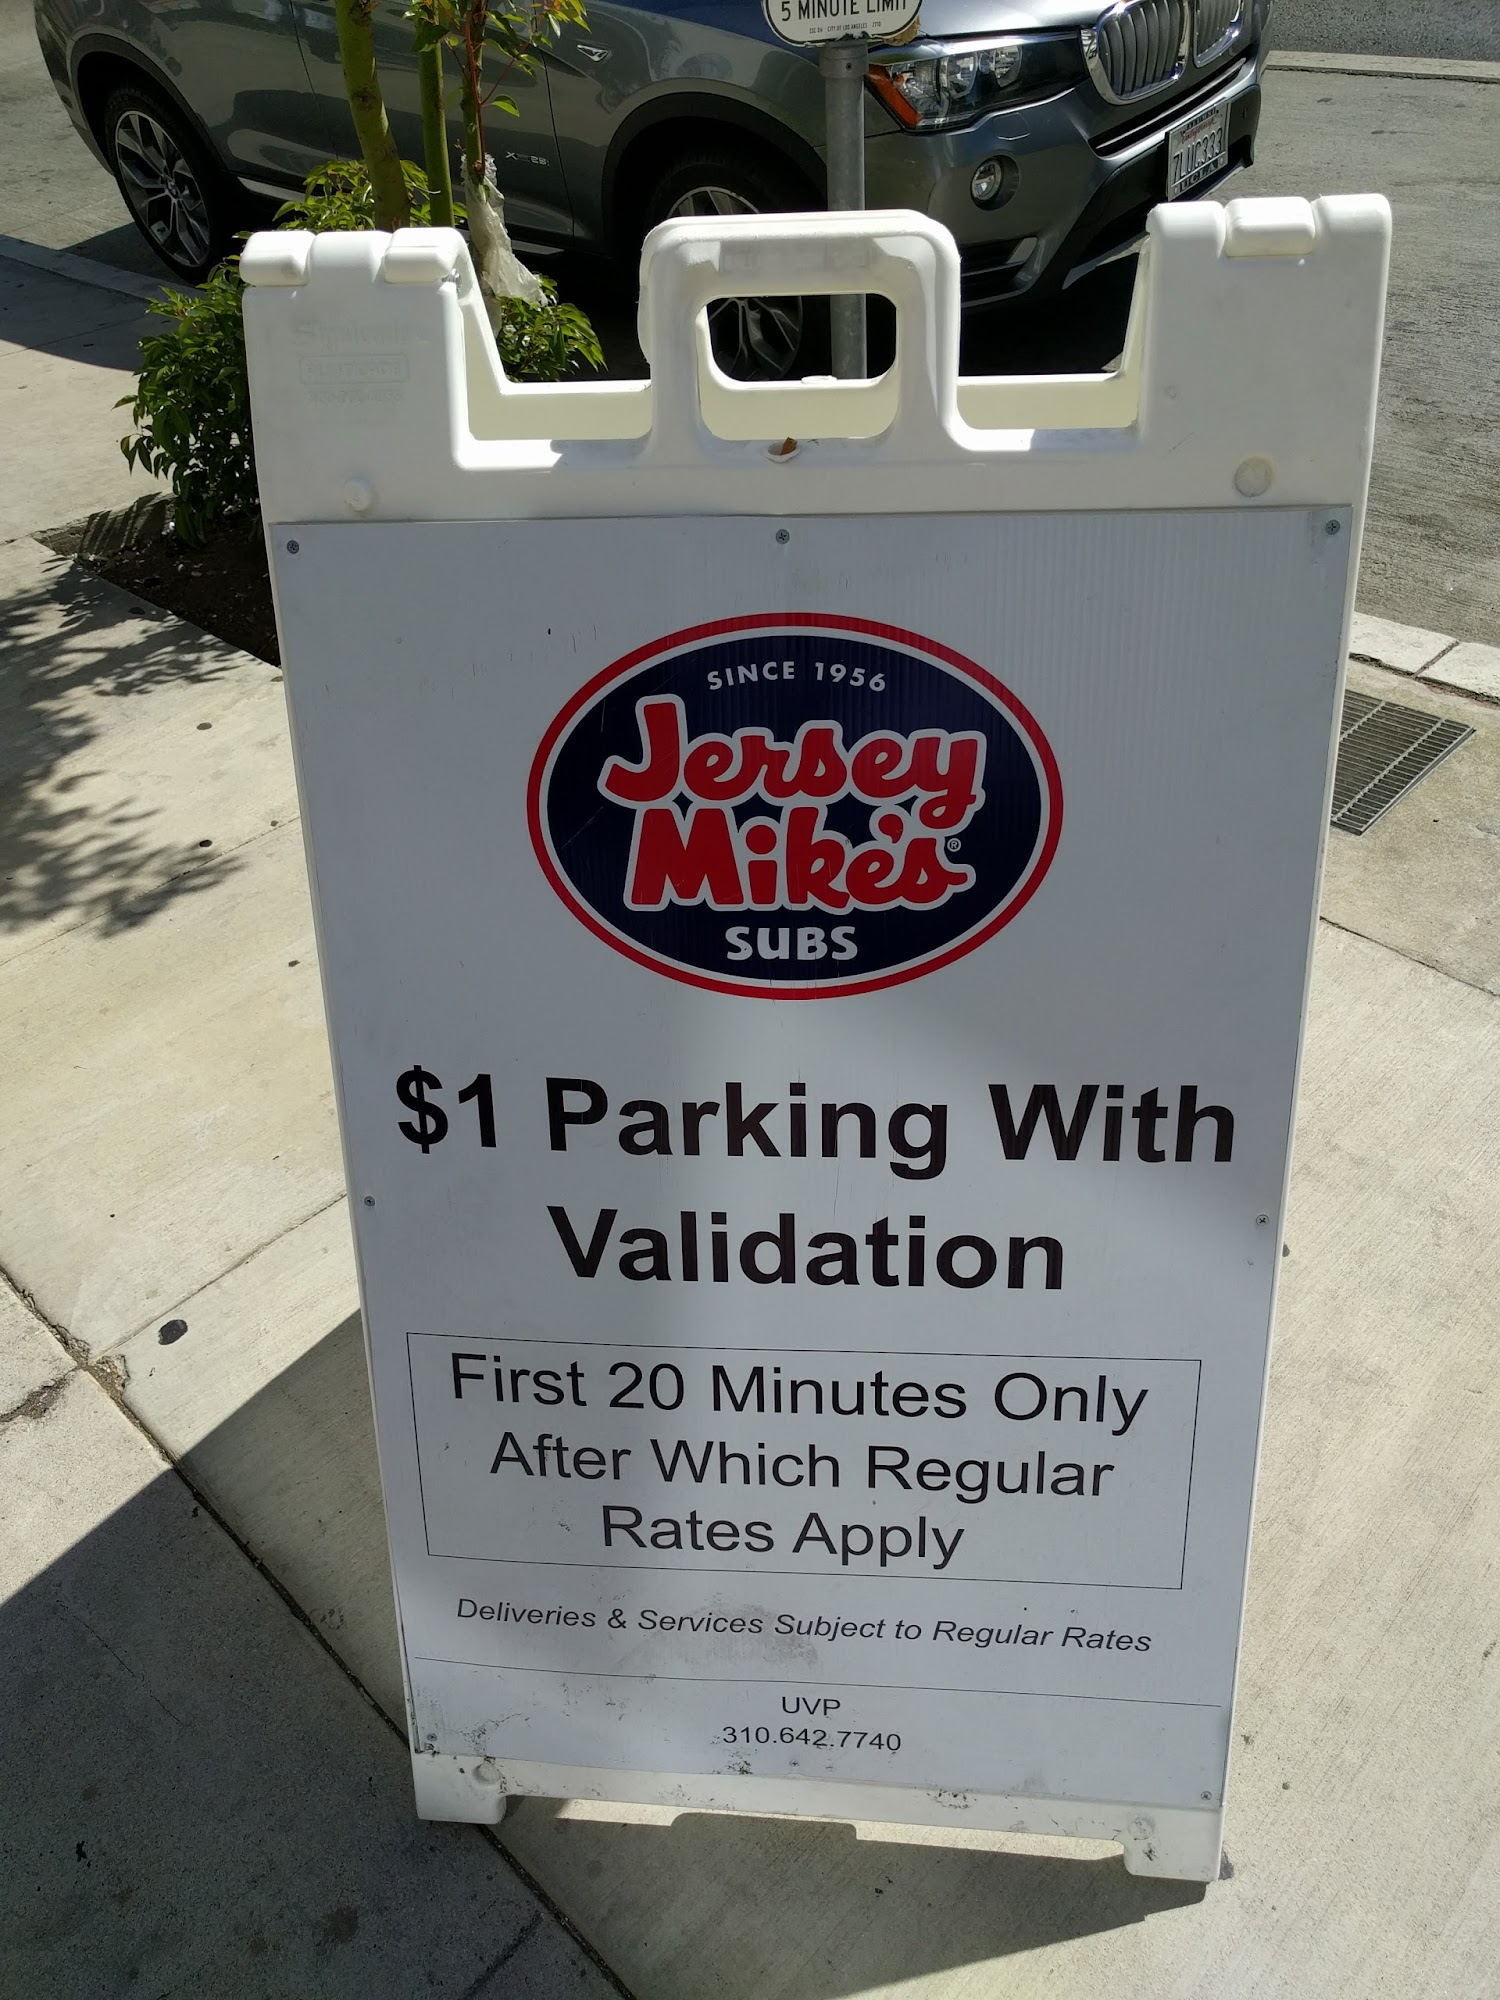 5 MINUTE LIMIT
7LUC333
SINCE 1956
Jersey
Mike's®
SUBS
$1 Parking With
Validation
First 20 Minutes Only
After Which Regular
Rates Apply
Deliveries & Services Subject to Regular Rates
UVP
310.642.7740